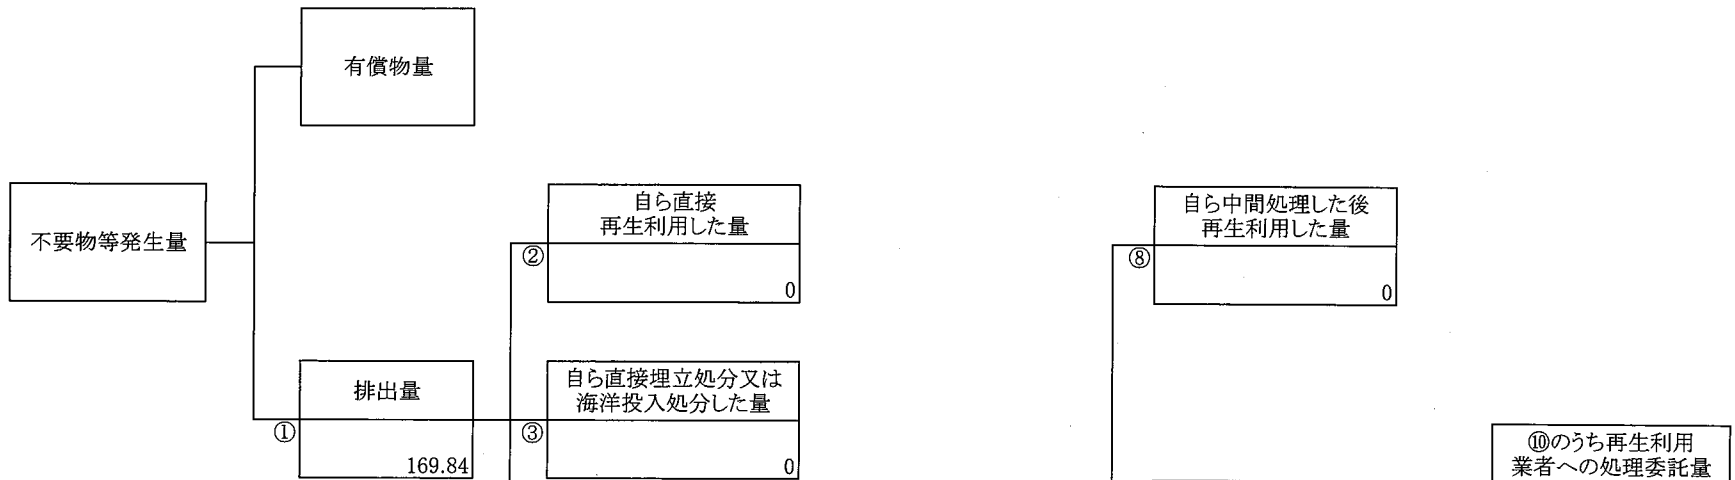 有償物量
不要物等発生量
自ら直接
再生利用した量
②
0
自ら中間処理した後
再生利用した量
⑧
0
排出量
①
169.84
自ら直接埋立処分又は
海洋投入処分した量
③
0
⑩のうち再生利用
業者への処理委託量